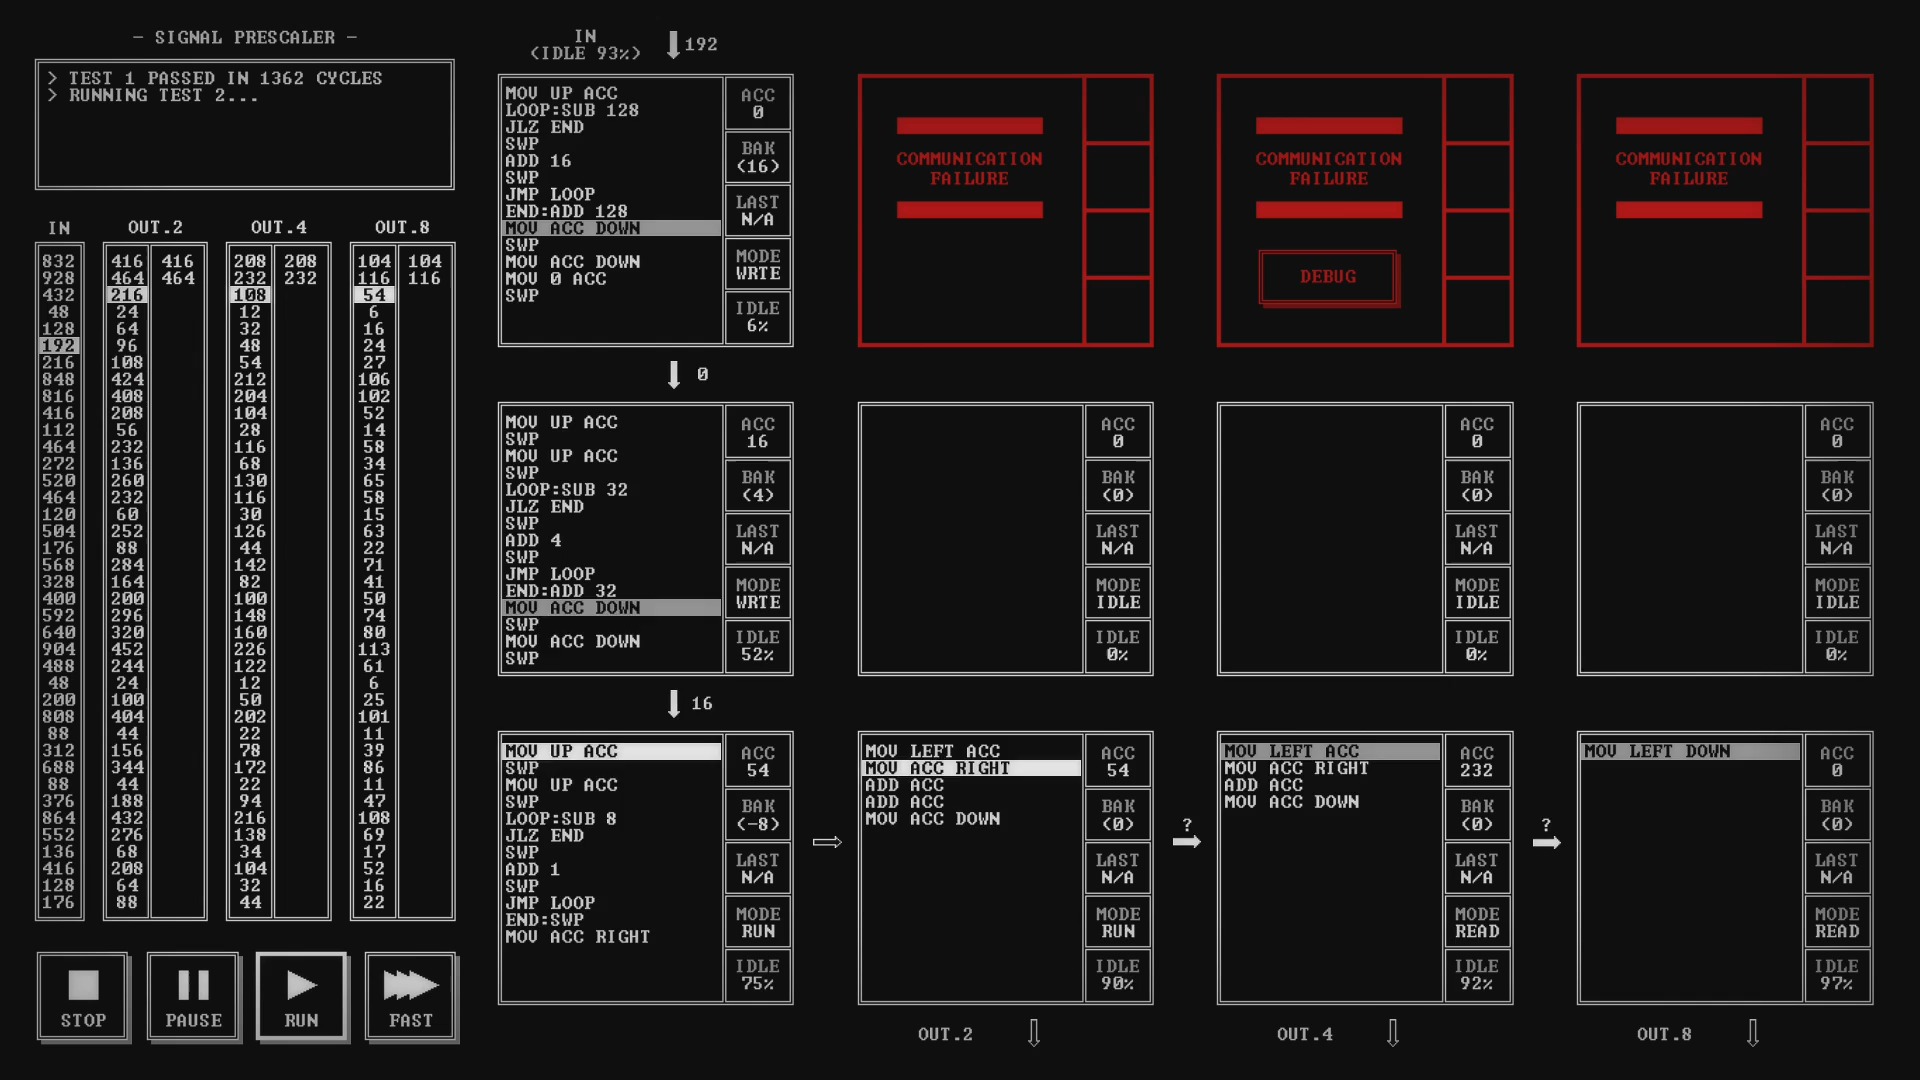 - SIGNAL PRESCALER -
> TEST 1 PASSED IN 1362 CYCLES
> RUNNING TEST 2...
IN OUT.2 OUT.4 OUT.8
832 416 416 208 208 104 104
928 464 464 232 232 116 116
432 216 108 54
48 24 12 6
128 64 32 16
192 96 48 24
216 108 54 27
848 424 212 106
816 408 204 102
416 208 104 52
112 56 28 14
464 232 116 58
272 136 68 34
520 260 130 65
464 232 116 58
120 60 30 15
504 252 126 63
176 88 44 22
568 284 142 71
328 164 82 41
400 200 100 50
592 296 148 74
640 320 160 80
904 452 226 113
488 244 122 61
48 24 12 6
200 100 50 25
808 404 202 101
88 44 22 11
312 156 78 39
688 344 172 86
88 44 22 11
376 188 94 47
864 432 216 108
552 276 138 69
136 68 34 17
416 208 104 52
128 64 32 16
176 88 44 22
STOP PAUSE RUN FAST
IN
(IDLE 93%)
192
MOV UP ACC
LOOP:SUB 128
JLZ END
SWP
ADD 16
SWP
JMP LOOP
END:ADD 128
MOV ACC DOWN
SWP
MOV ACC DOWN
MOV 0 ACC
SWP
ACC
0
BAK
(16)
LAST
N/A
MODE
WRTE
IDLE
6%
COMMUNICATION
FAILURE
COMMUNICATION
FAILURE
DEBUG
COMMUNICATION
FAILURE
0
MOV UP ACC
SWP
MOV UP ACC
SWP
LOOP:SUB 32
JLZ END
SWP
ADD 4
SWP
JMP LOOP
END:ADD 32
MOV ACC DOWN
SWP
MOV ACC DOWN
SWP
ACC
16
BAK
(4)
LAST
N/A
MODE
WRTE
IDLE
52%
ACC
0
BAK
(0)
LAST
N/A
MODE
IDLE
IDLE
0%
ACC
0
BAK
(0)
LAST
N/A
MODE
IDLE
IDLE
0%
ACC
0
BAK
(0)
LAST
N/A
MODE
IDLE
IDLE
0%
16
MOV UP ACC
SWP
MOV UP ACC
SWP
LOOP:SUB 8
JLZ END
SWP
ADD 1
SWP
JMP LOOP
END:SWP
MOV ACC RIGHT
ACC
54
BAK
(-8)
LAST
N/A
MODE
RUN
IDLE
75%
MOV LEFT ACC
MOV ACC RIGHT
ADD ACC
ADD ACC
MOV ACC DOWN
ACC
54
BAK
(0)
LAST
N/A
MODE
RUN
IDLE
90%
?
MOV LEFT ACC
MOV ACC RIGHT
ADD ACC
MOV ACC DOWN
ACC
232
BAK
(0)
LAST
N/A
MODE
READ
IDLE
92%
?
MOV LEFT DOWN
ACC
0
BAK
(0)
LAST
N/A
MODE
READ
IDLE
97%
OUT.2
OUT.4
OUT.8